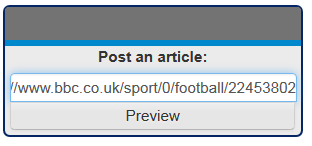 Post an article:
//www.bbc.co.uk/sport/0/football/22453802
Preview